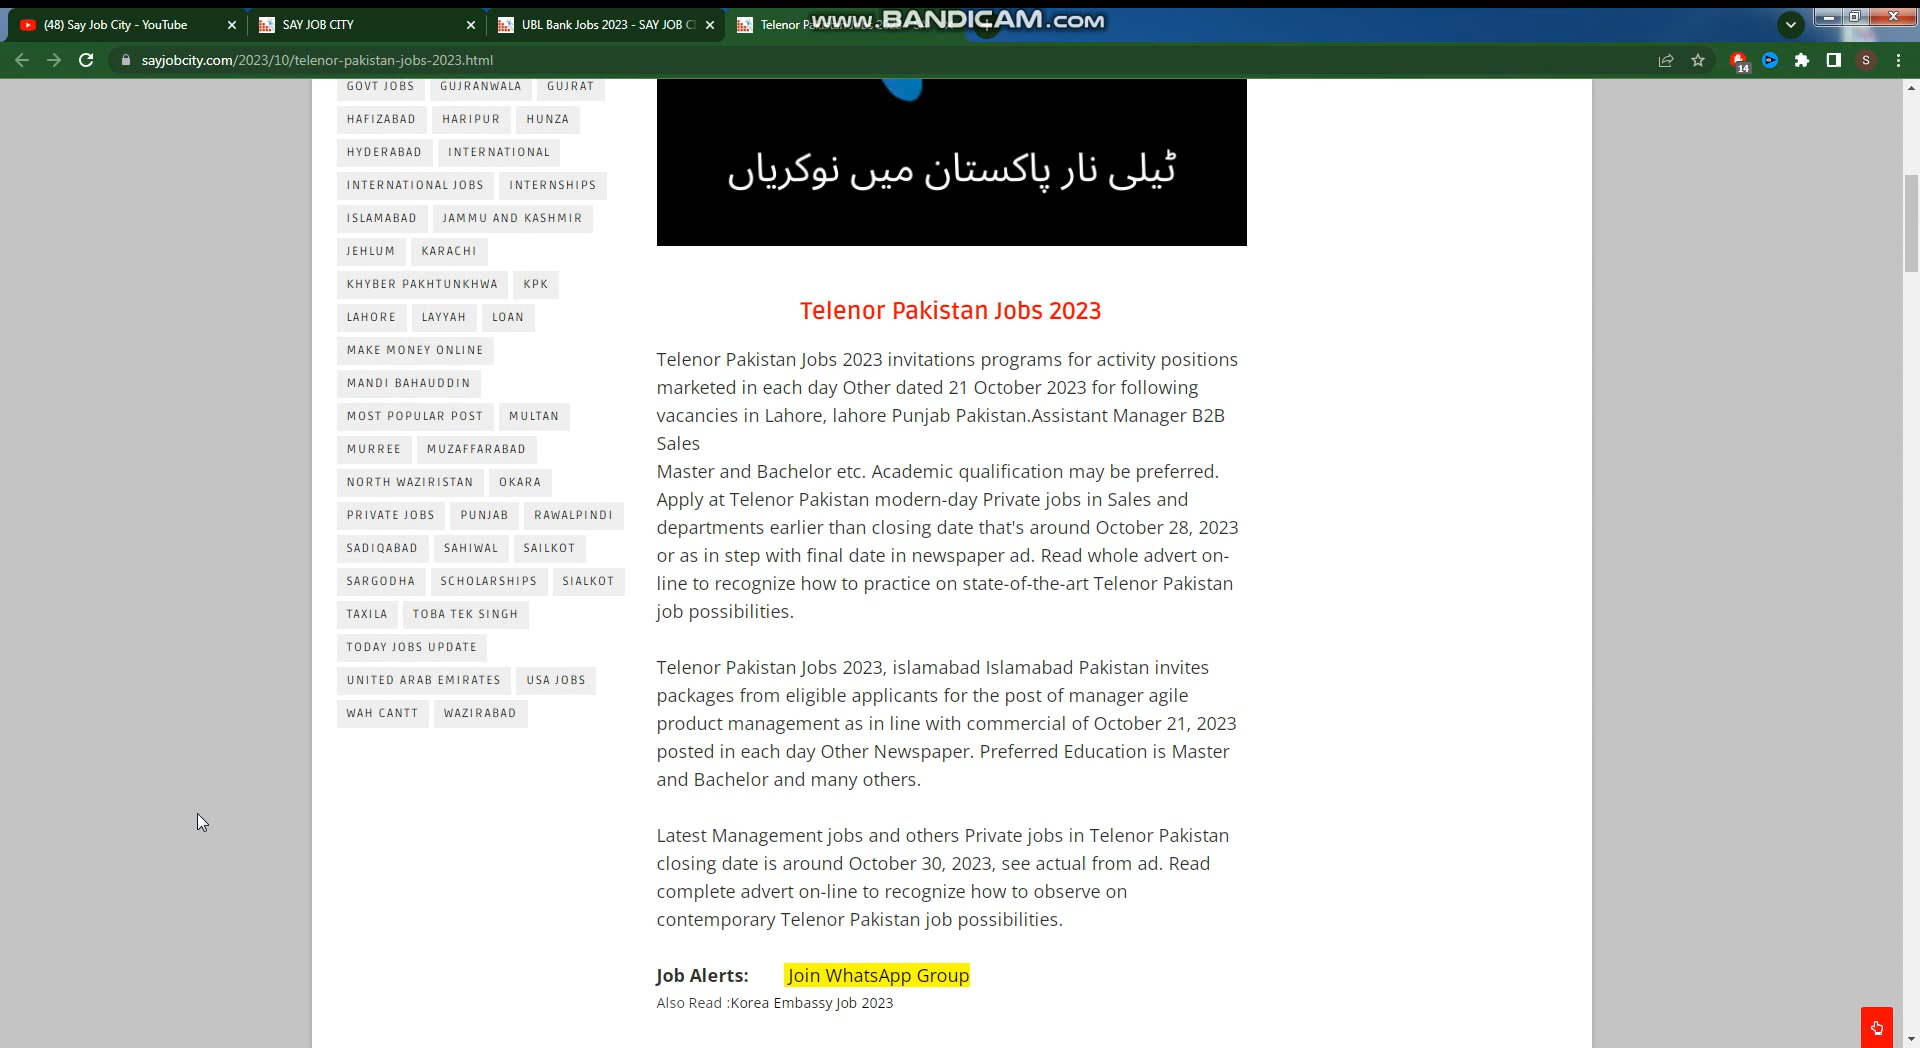 (48) Say Job City - YouTube
SAY JOB CITY
UBL Bank Jobs 2023 - SAY JOB C
Telenor
www.BANDICAM.com
sayjobcity.com/2023/10/telenor-pakistan-jobs-2023.html
14
S
GOVT JOBS GUJRANWALA GUJRAT
HAFIZABAD HARIPUR HUNZA
HYDERABAD INTERNATIONAL
INTERNATIONAL JOBS INTERNSHIPS
ISLAMABAD JAMMU AND KASHMIR
JEHLUM KARACHI
KHYBER PAKHTUNKHWA KPK
LAHORE LAYYAH LOAN
MAKE MONEY ONLINE
MANDI BAHAUDDIN
MOST POPULAR POST MULTAN
MURREE MUZAFFARABAD
NORTH WAZIRISTAN OKARA
PRIVATE JOBS PUNJAB RAWALPINDI
SADIQABAD SAHIWAL SAILKOT
SARGODHA SCHOLARSHIPS SIALKOT
TAXILA TOBA TEK SINGH
TODAY JOBS UPDATE
UNITED ARAB EMIRATES USA JOBS
WAH CANTT WAZIRABAD
ٹیلی نار پاکستان میں نوکریاں
Telenor Pakistan Jobs 2023
Telenor Pakistan Jobs 2023 invitations programs for activity positions
marketed in each day Other dated 21 October 2023 for following
vacancies in Lahore, lahore Punjab Pakistan.Assistant Manager B2B
Sales
Master and Bachelor etc. Academic qualification may be preferred.
Apply at Telenor Pakistan modern-day Private jobs in Sales and
departments earlier than closing date that's around October 28, 2023
or as in step with final date in newspaper ad. Read whole advert on-
line to recognize how to practice on state-of-the-art Telenor Pakistan
job possibilities.
Telenor Pakistan Jobs 2023, islamabad Islamabad Pakistan invites
packages from eligible applicants for the post of manager agile
product management as in line with commercial of October 21, 2023
posted in each day Other Newspaper. Preferred Education is Master
and Bachelor and many others.
Latest Management jobs and others Private jobs in Telenor Pakistan
closing date is around October 30, 2023, see actual from ad. Read
complete advert on-line to recognize how to observe on
contemporary Telenor Pakistan job possibilities.
Job Alerts: Join WhatsApp Group
Also Read :Korea Embassy Job 2023